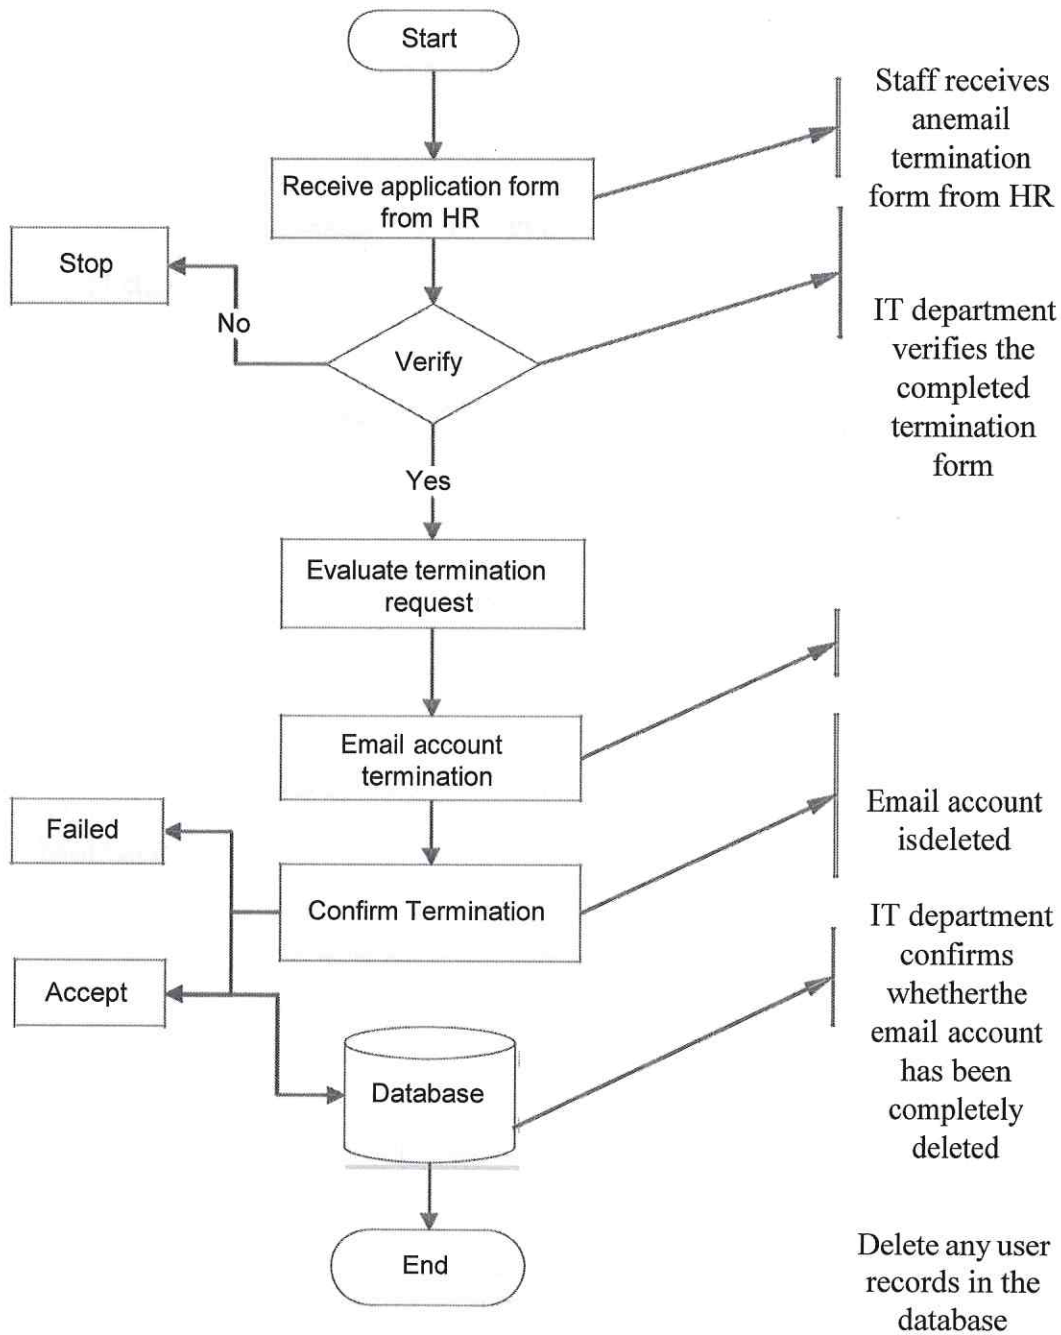 Start
Staff receives
anemail
termination
form from HR
Receive application form
from HR
Stop
No
Verify
IT department
verifies the
completed
termination
form
Yes
Evaluate termination
request
Email account
termination
Email account
isdeleted
Failed
Confirm Termination
IT department
confirms
whetherthe
email account
has been
completely
deleted
Accept
Database
End
Delete any user
records in the
database